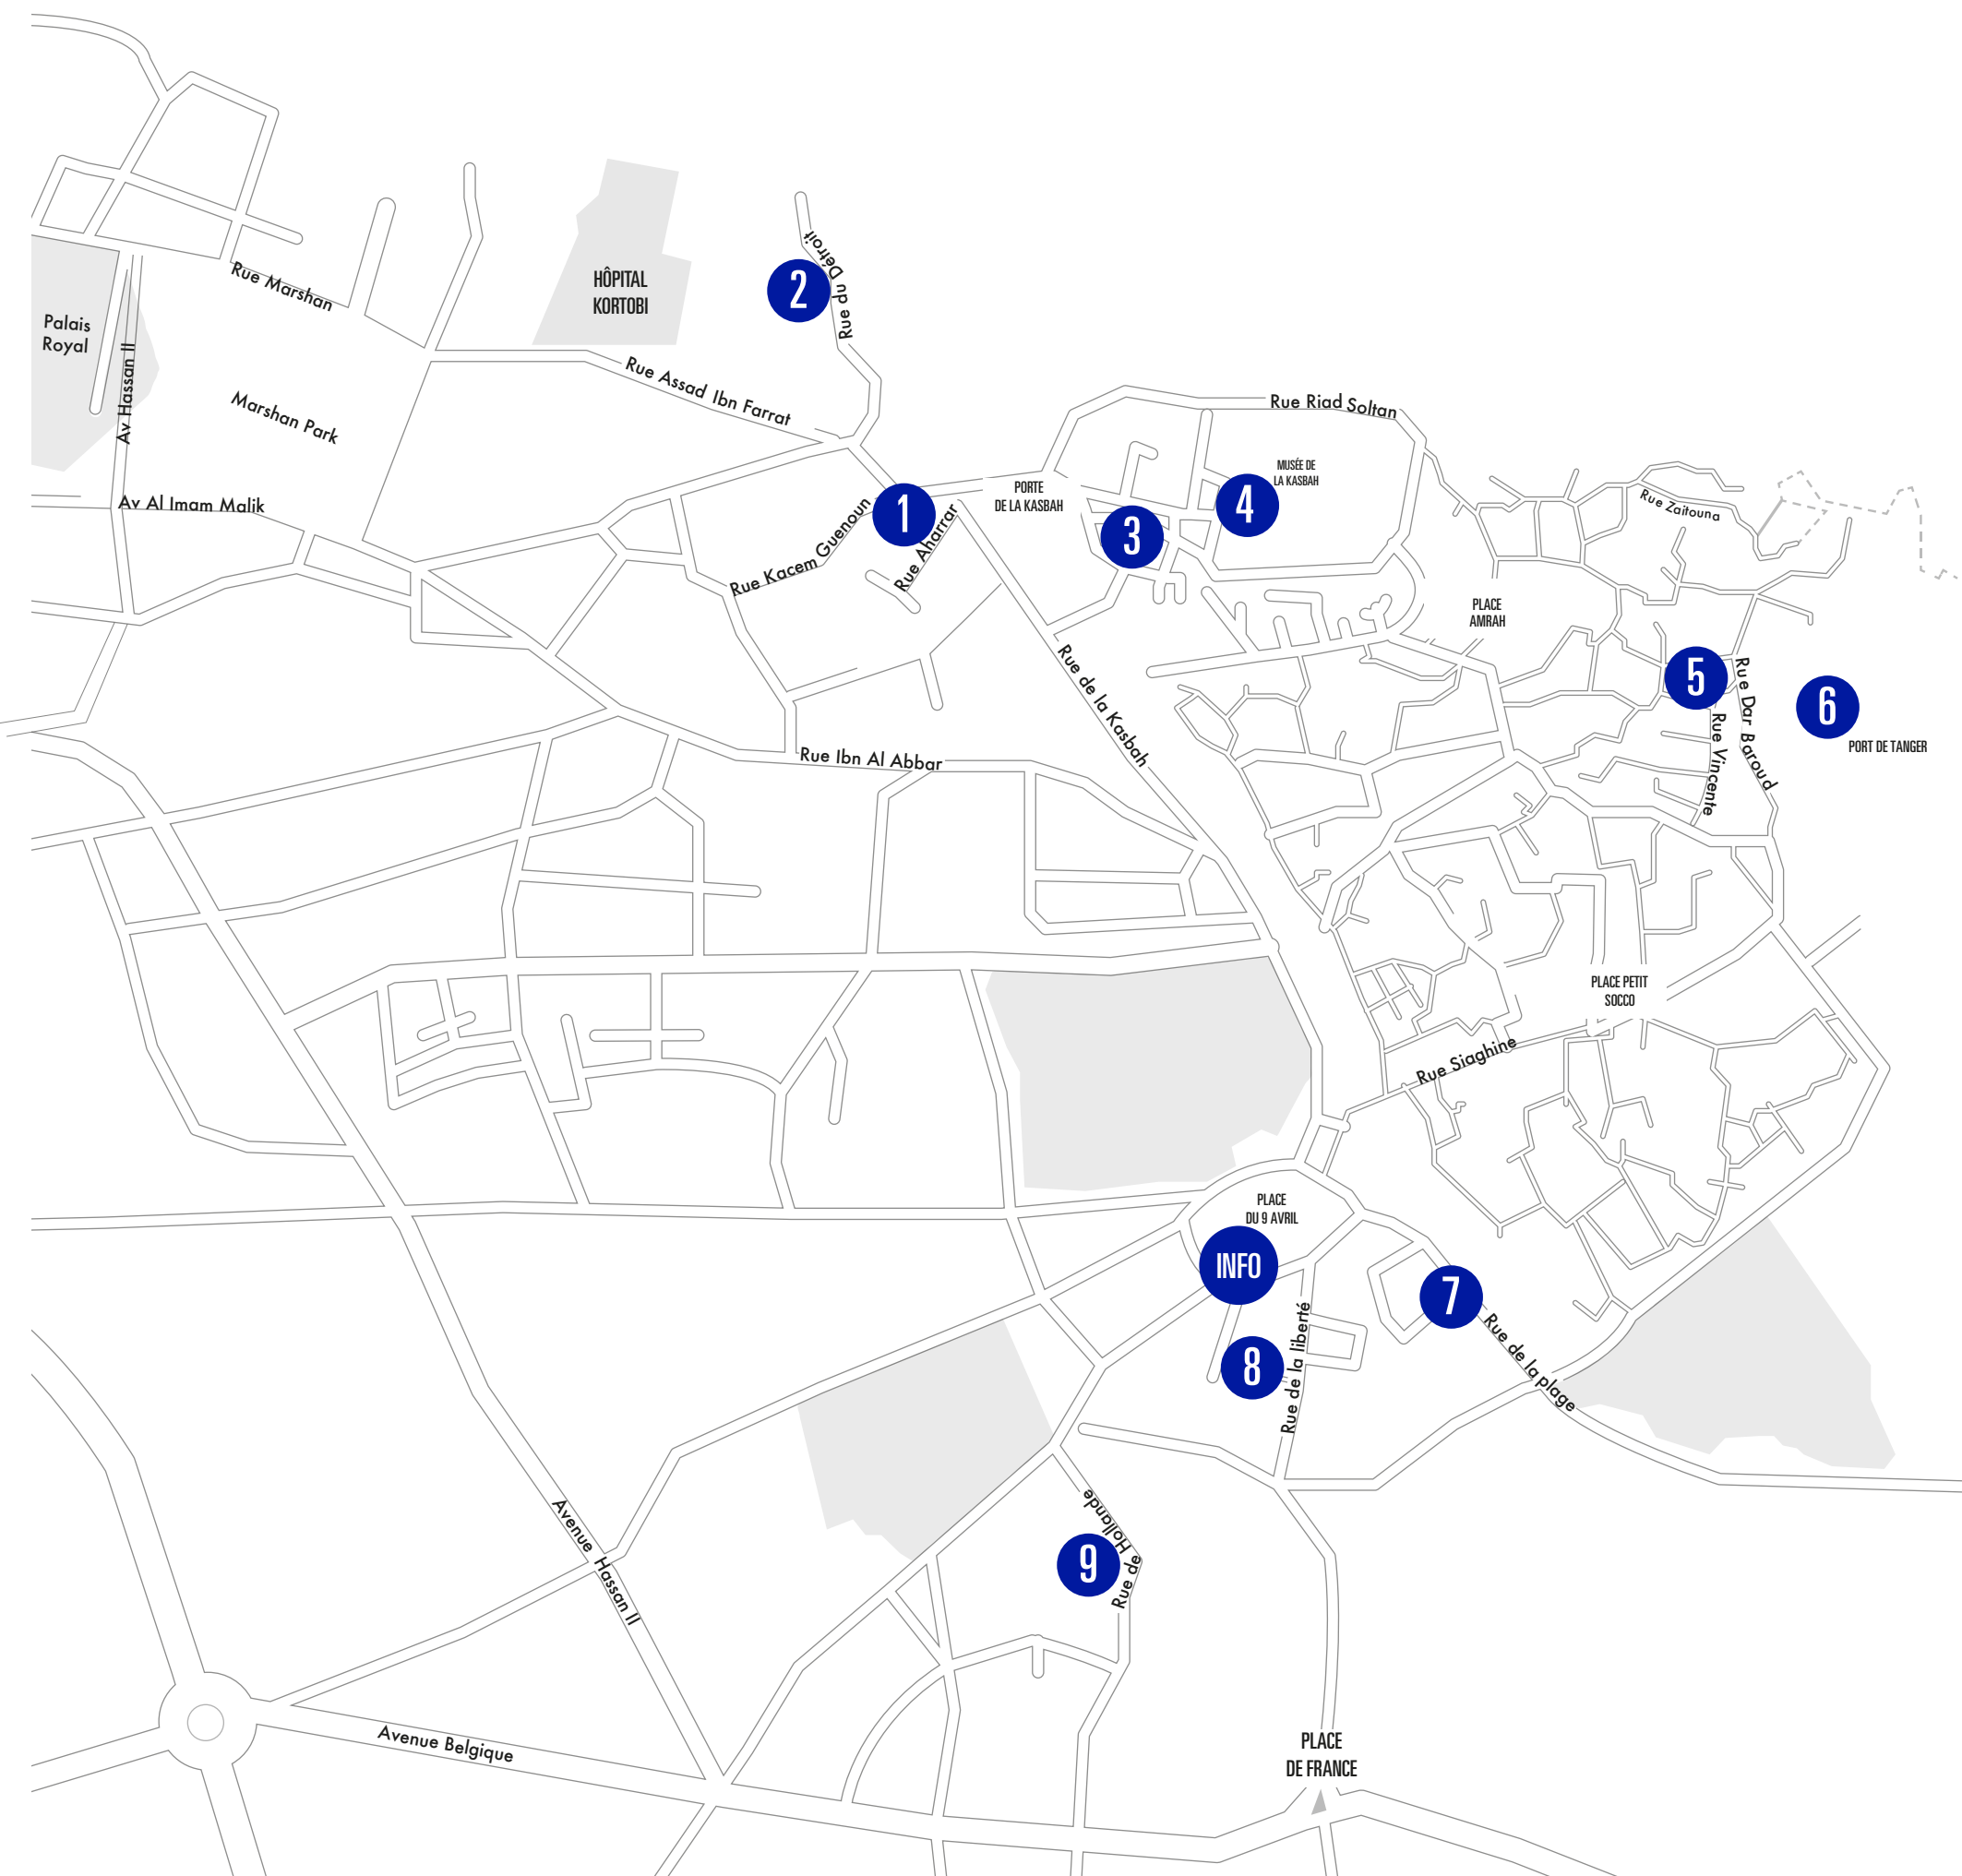 Rue Marshan
HÔPITAL
KORTOBI
Rue du Détroit
2
Palais
Royal
Av Hassan II
Marshan Park
Rue Assad Ibn Farrat
Rue Riad Soltan
MUSÉE DE
LA KASBAH
4
PORTE
DE LA KASBAH
Rue Zaitouna
Av Al Imam Malik
1
3
Rue Kacem Guenoun
Rue Aharrar
PLACE
AMRAH
Rue de la Kasbah
5
6
PORT DE TANGER
Rue Dar Baroud
Rue Vincente
Rue Ibn Al Abbar
PLACE PETIT
SOCCO
Rue Siaghine
PLACE
DU 9 AVRIL
INFO
7
8
Rue de la liberté
Rue de la plage
9
Rue de Hollande
Avenue Hassan II
Avenue Belgique
PLACE
DE FRANCE